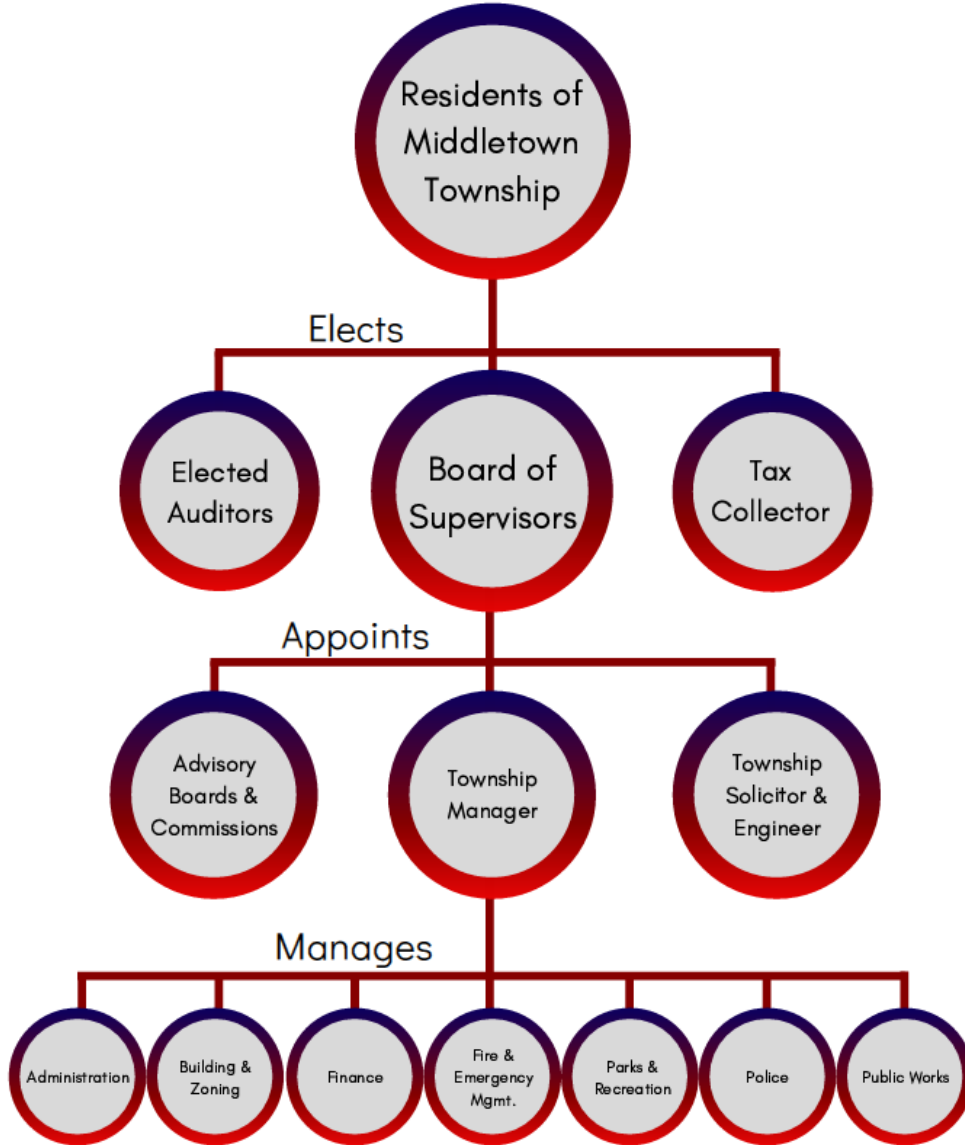 Residents of
Middletown
Township
Elects
Elected
Auditors
Board of
Supervisors
Tax
Collector
Appoints
Advisory
Boards &
Commissions
Township
Manager
Township
Solicitor &
Engineer
Manages
Administration
Building &
Zoning
Finance
Fire &
Emergency
Mgmt.
Parks &
Recreation
Police
Public Works